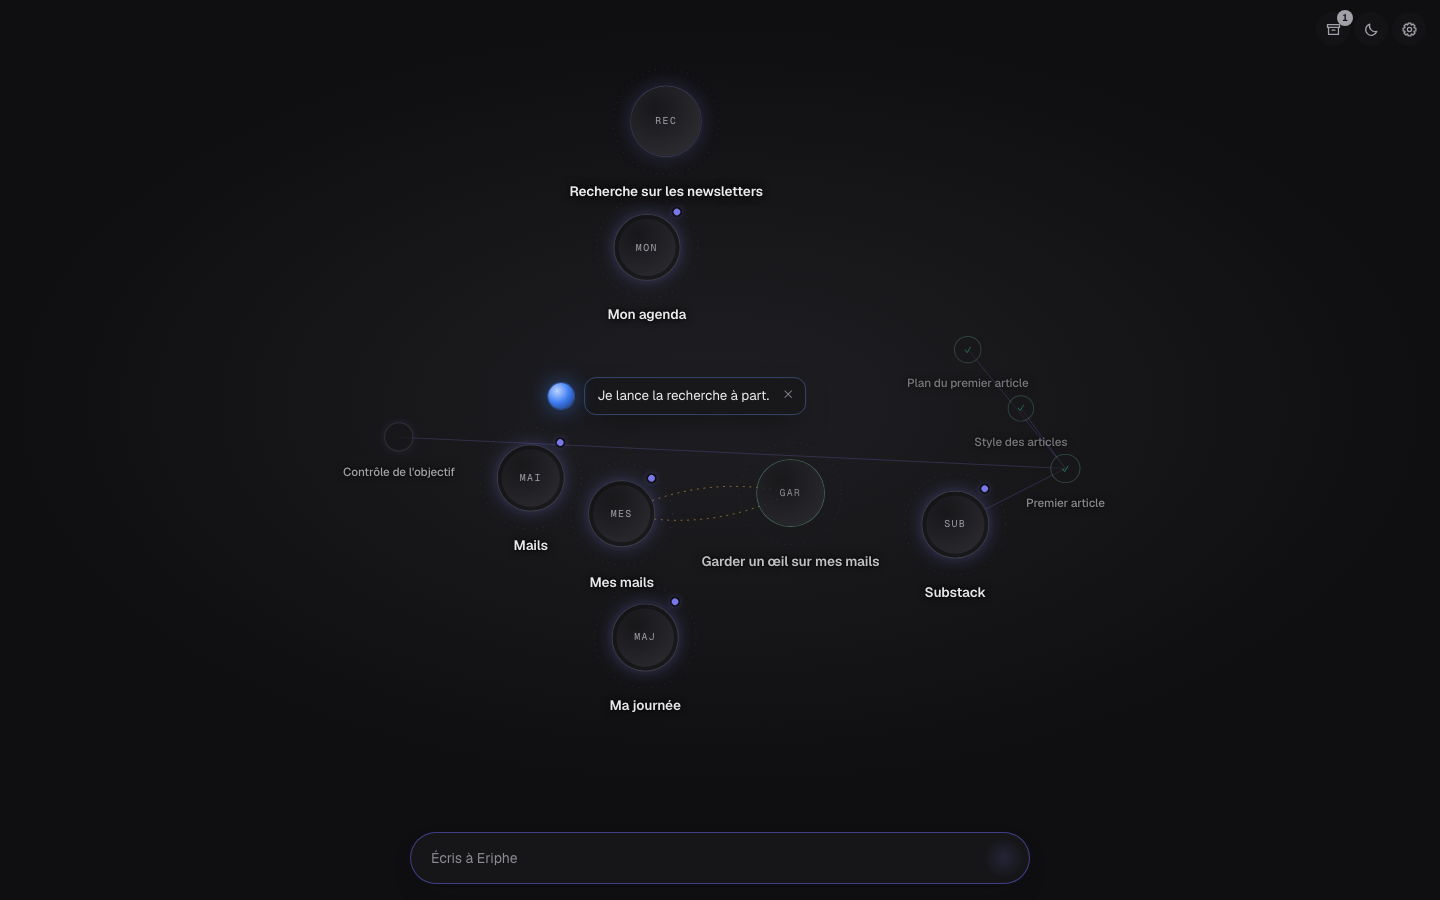 1
REC
Recherche sur les newsletters
MON
Mon agenda
Plan du premier article
Je lance la recherche à part.
Style des articles
Contrôle de l'objectif
MAI
MES
GAR
Premier article
SUB
Mails
Garder un œil sur mes mails
Mes mails
Substack
MAJ
Ma journée
Écris à Eriphe